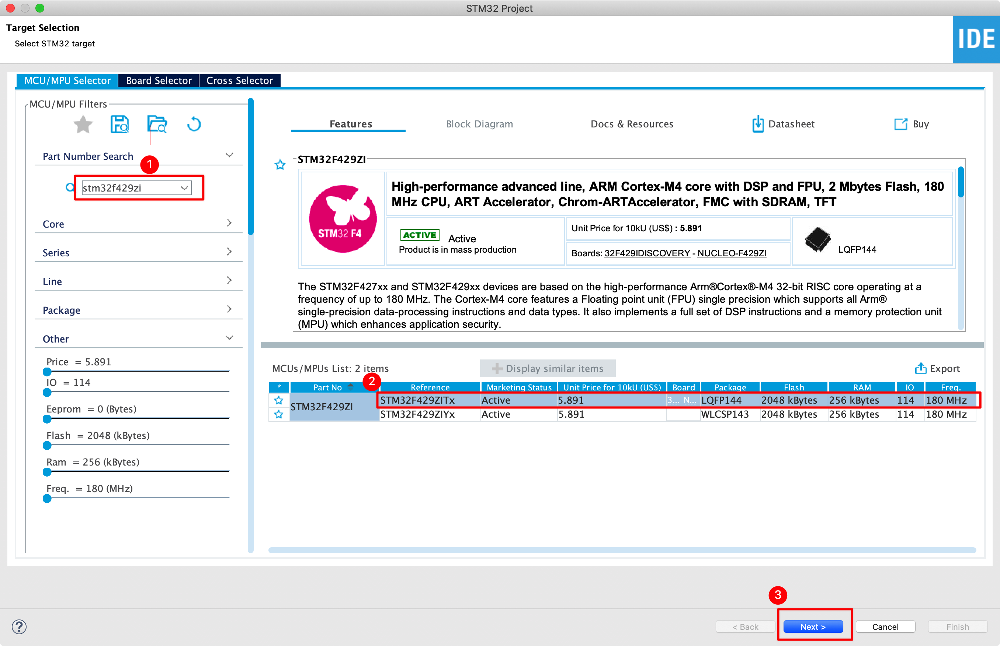 STM32 Project
Target Selection
Select STM32 target
IDE
MCU/MPU Selector
Board Selector
Cross Selector
MCU/MPU Filters
Part Number Search
1
stm32f429zi
Core
Series
Line
Package
Other
Price = 5.891
IO = 114
Eeprom = 0 (Bytes)
Flash = 2048 (kBytes)
Ram = 256 (kBytes)
Freq. = 180 (MHz)
Features
Block Diagram
Docs & Resources
Datasheet
Buy
STM32F429ZI
STM32 F4
High-performance advanced line, ARM Cortex-M4 core with DSP and FPU, 2 Mbytes Flash, 180
MHz CPU, ART Accelerator, Chrom-ARTAccelerator, FMC with SDRAM, TFT
ACTIVE Active
Product is in mass production
Unit Price for 10kU (US$) : 5.891
Boards: 32F429IDISCOVERY - NUCLEO-F429ZI
LQFP144
The STM32F427xx and STM32F429xx devices are based on the high-performance Arm®Cortex®-M4 32-bit RISC core operating at a
frequency of up to 180 MHz. The Cortex-M4 core features a Floating point unit (FPU) single precision which supports all Arm®
single-precision data-processing instructions and data types. It also implements a full set of DSP instructions and a memory protection unit
(MPU) which enhances application security.
MCUs/MPUs List: 2 items
Display similar items
Export
2
* Part No Reference Marketing Status Unit Price for 10kU (US$) Board Package Flash RAM IO Freq.
STM32F429ZI
STM32F429ZITx Active 5.891 3... N... LQFP144 2048 kBytes 256 kBytes 114 180 MHz
STM32F429ZIYx Active 5.891 WLCSP143 2048 kBytes 256 kBytes 114 180 MHz
3
?
< Back
Next >
Cancel
Finish